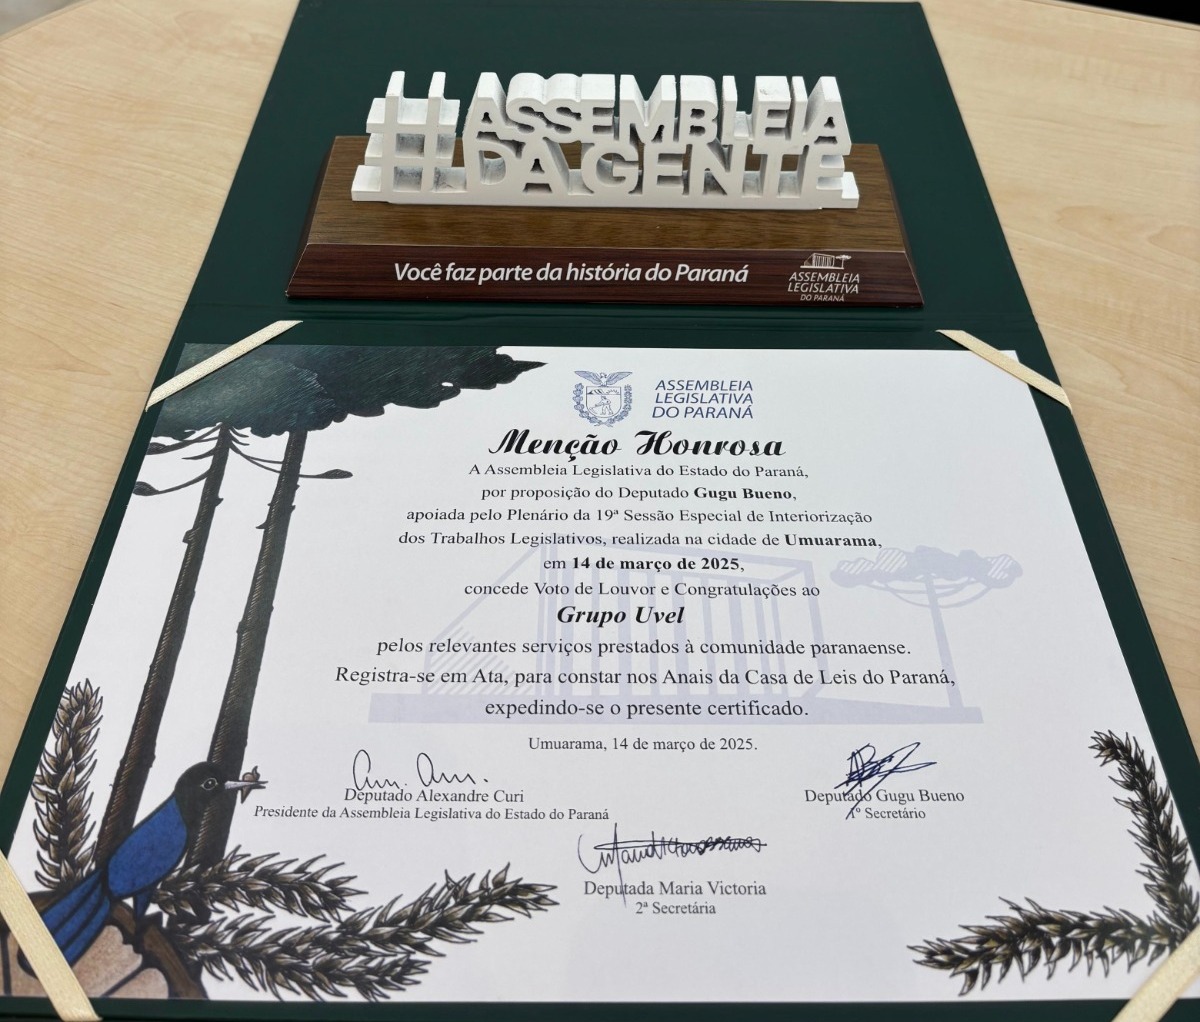 #ASSEMBLEIA
DA GENTE
Você faz parte da história do Paraná
ASSEMBLEIA
LEGISLATIVA
DO PARANÁ
ASSEMBLEIA
LEGISLATIVA
DO PARANÁ
Menção Honrosa
A Assembleia Legislativa do Estado do Paraná,
por proposição do Deputado Gugu Bueno,
apoiada pelo Plenário da 19ª Sessão Especial de Interiorização
dos Trabalhos Legislativos, realizada na cidade de Umuarama,
em 14 de março de 2025,
concede Voto de Louvor e Congratulações ao
Grupo Uvel
pelos relevantes serviços prestados à comunidade paranaense.
Registra-se em Ata, para constar nos Anais da Casa de Leis do Paraná,
expedindo-se o presente certificado.
Umuarama, 14 de março de 2025.
Deputado Alexandre Curi
Presidente da Assembleia Legislativa do Estado do Paraná
Deputado Gugu Bueno
1º Secretário
Deputada Maria Victoria
2ª Secretária